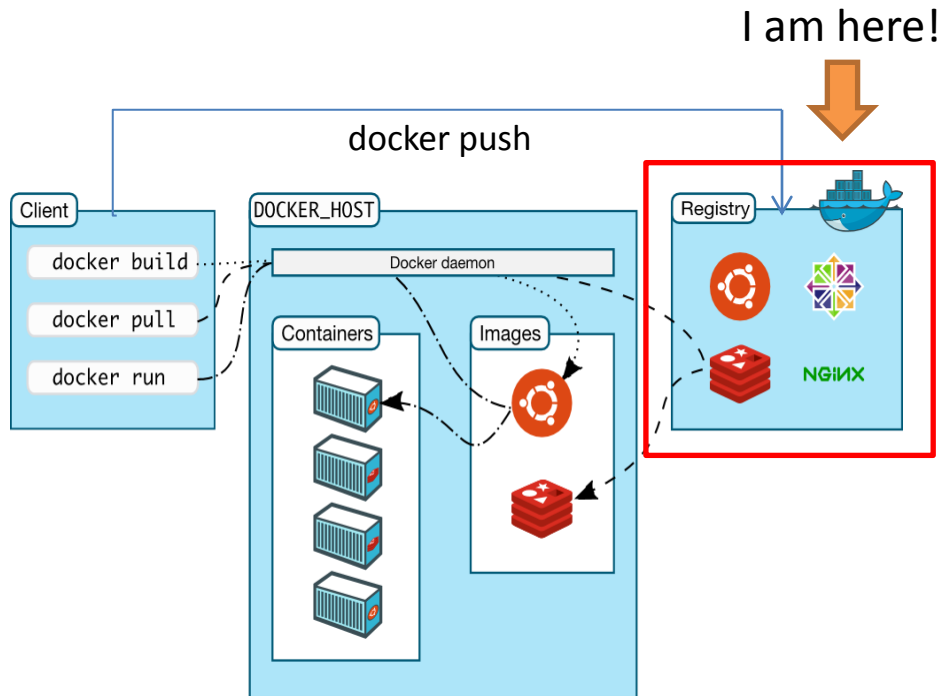 I am here!
docker push
Client
DOCKER_HOST
Registry
docker build
Docker daemon
docker pull
Containers
Images
docker run
NGiNX